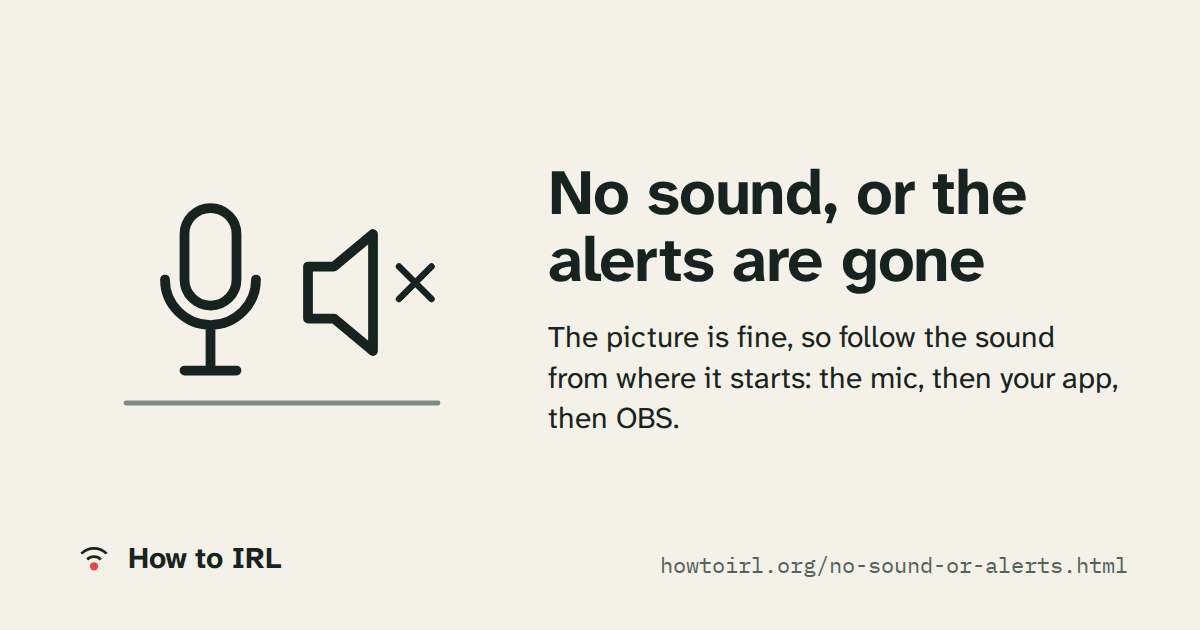 No sound, or the
alerts are gone
The picture is fine, so follow the sound
from where it starts: the mic, then your app,
then OBS.
How to IRL
howtoirl.org/no-sound-or-alerts.html